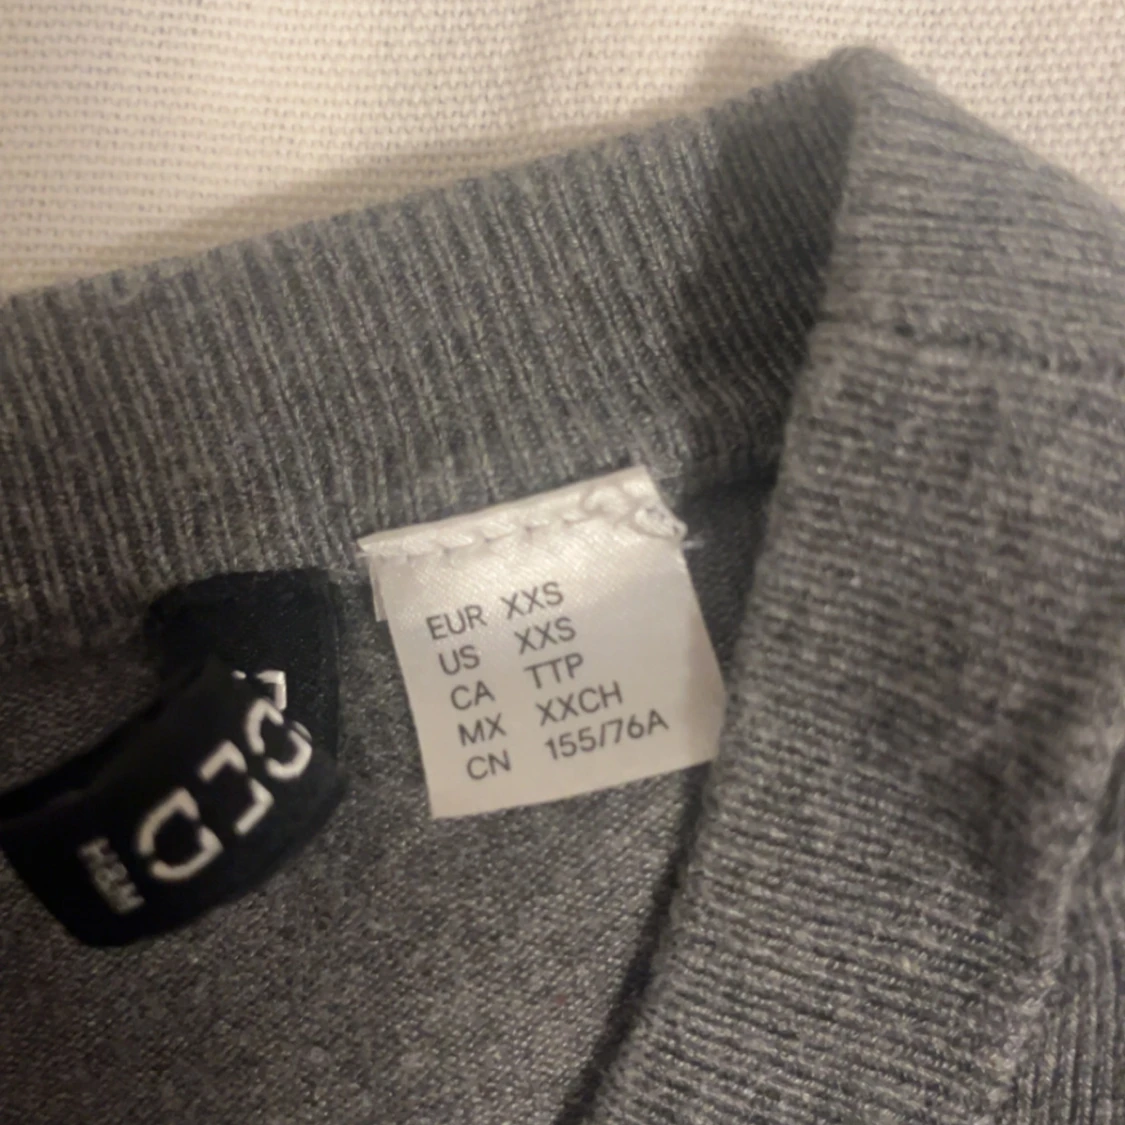 EUR XXS
US XXS
CA TTP
MX XXCH
CN 155/76A